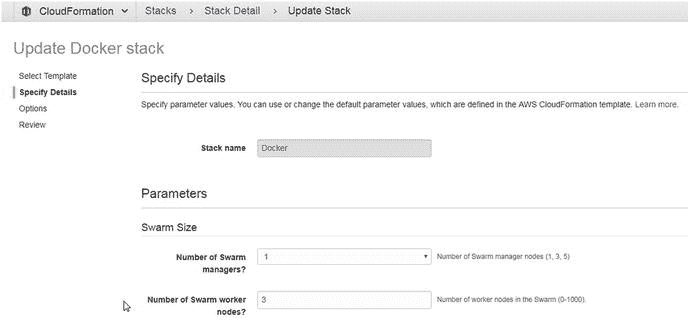 CloudFormation Stacks > Stack Detail > Update Stack
Update Docker stack
Select Template
Specify Details
Options
Review
Specify Details
Specify parameter values. You can use or change the default parameter values, which are defined in the AWS CloudFormation template. Learn more.
Stack name Docker
Parameters
Swarm Size
Number of Swarm managers? 1 Number of Swarm manager nodes (1, 3, 5)
Number of Swarm worker nodes? 3 Number of worker nodes in the Swarm (0-1000).